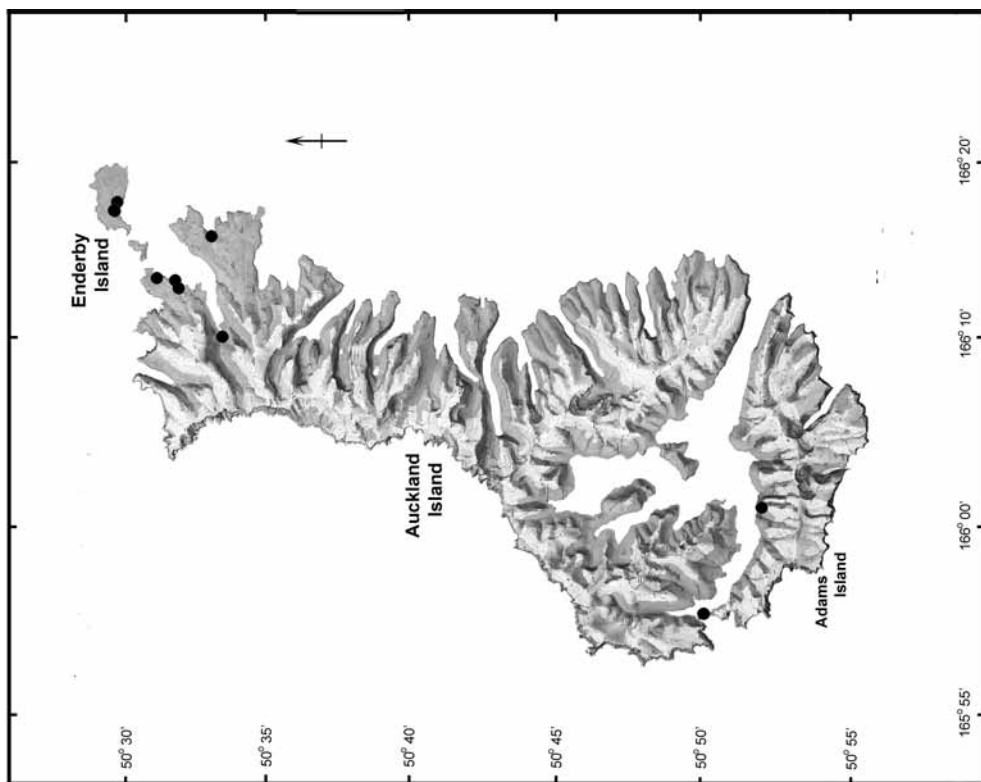 Enderby
Island
Auckland
Island
Adams
Island
166° 20'
166° 10'
166° 00'
165° 55'
50° 30'
50° 35'
50° 40'
50° 45'
50° 50'
50° 55'